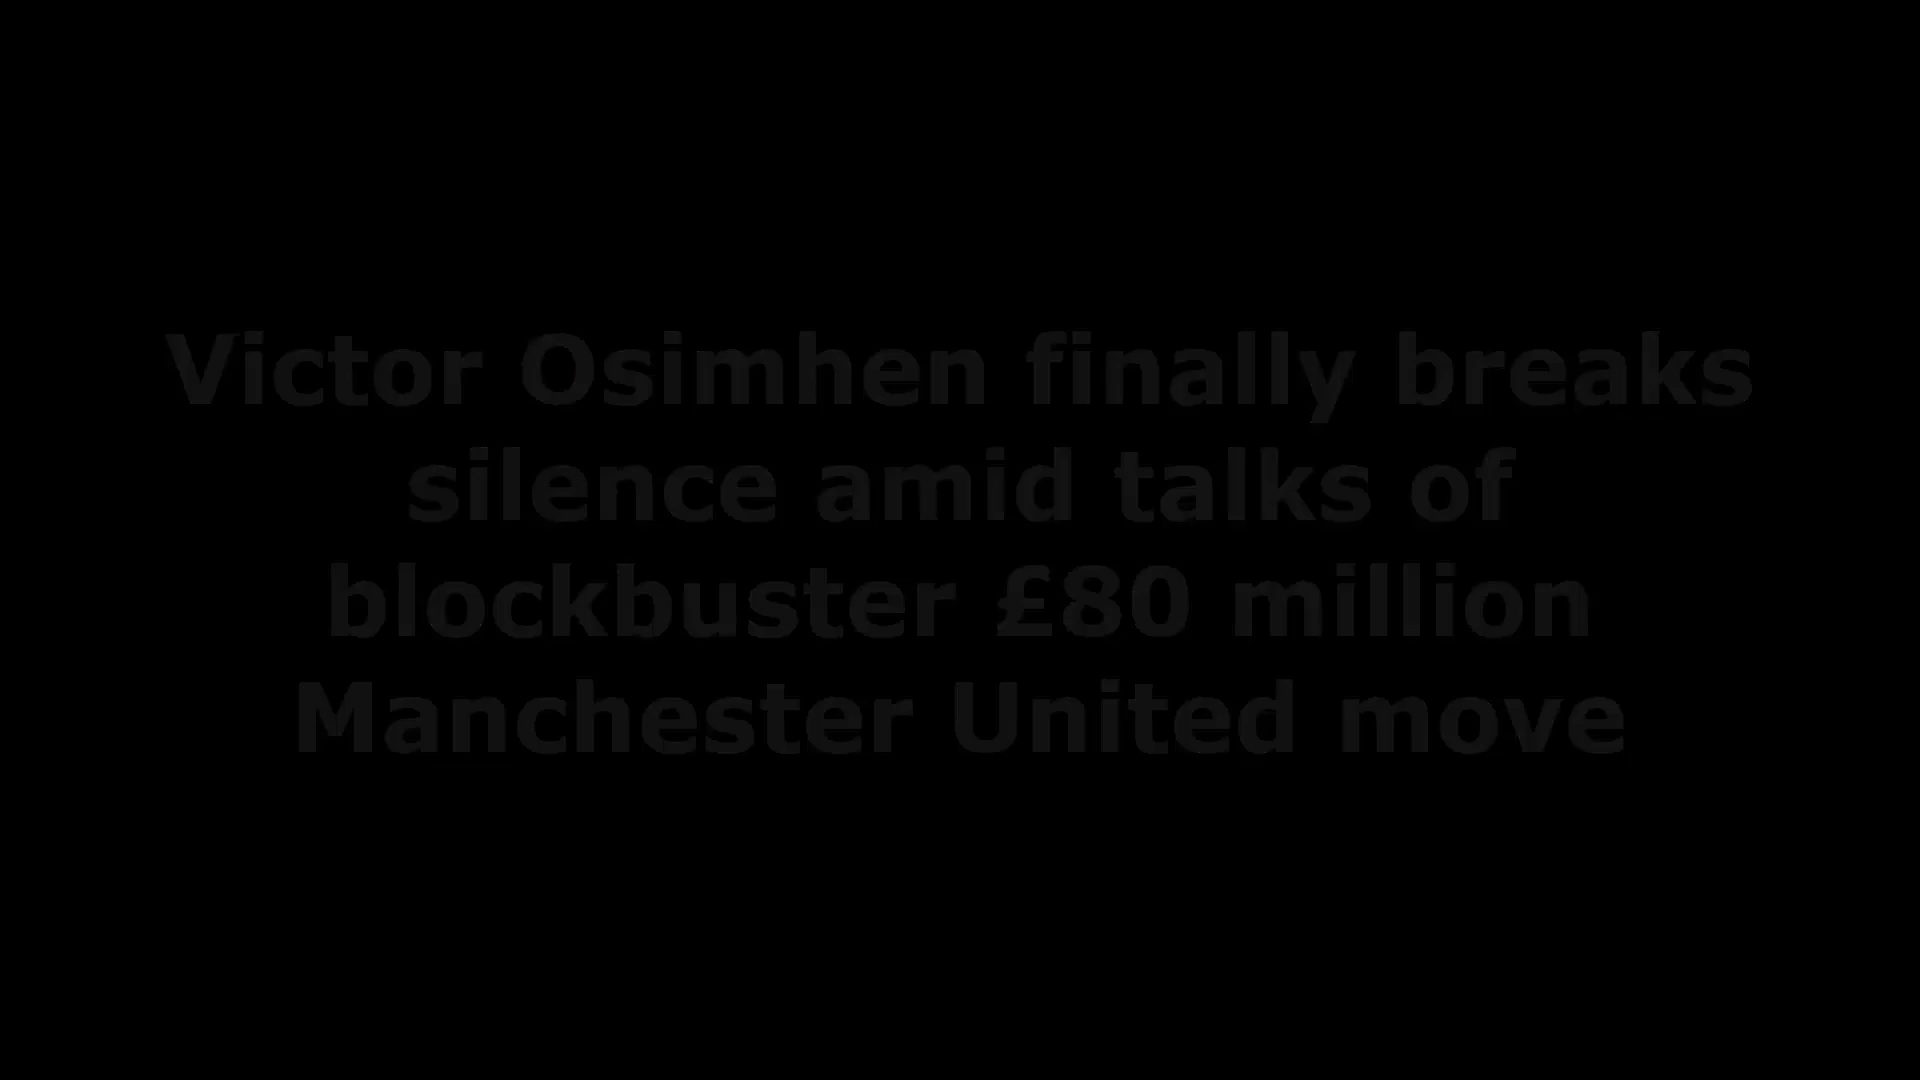 Victor Osimhen finally breaks
silence amid talks of
blockbuster £80 million
Manchester United move